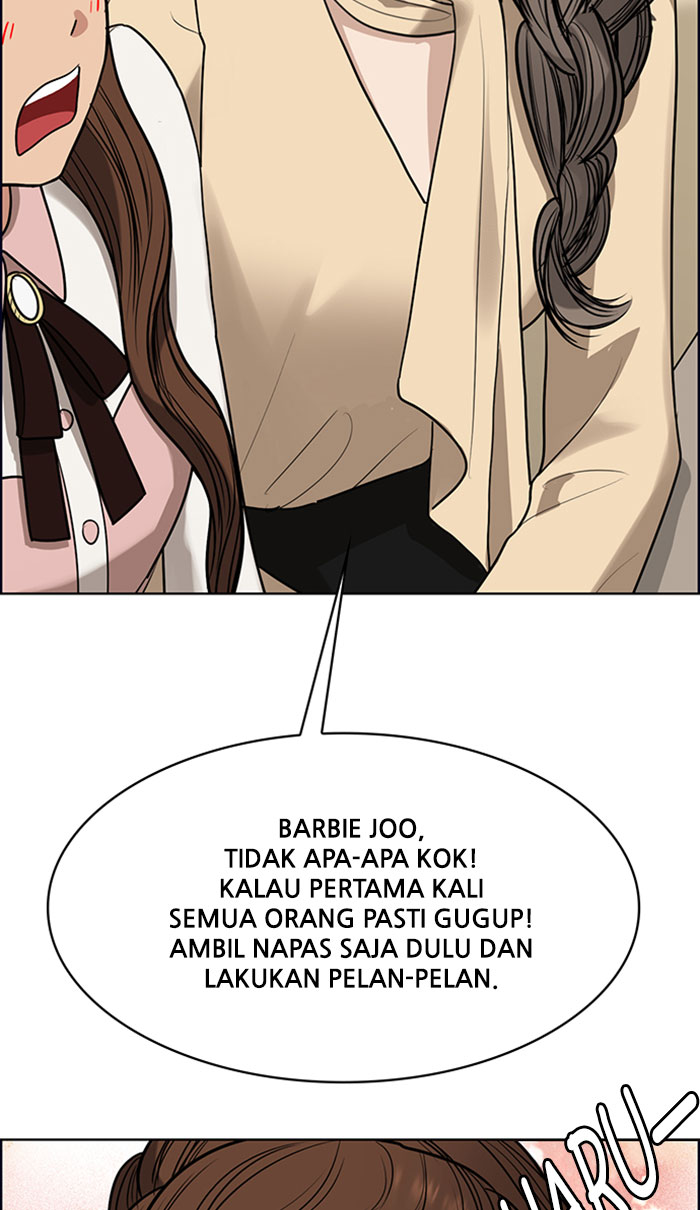 BARBIE JOO,
TIDAK APA-APA KOK!
KALAU PERTAMA KALI
SEMUA ORANG PASTI GUGUP!
AMBIL NAPAS SAJA DULU DAN
LAKUKAN PELAN-PELAN.